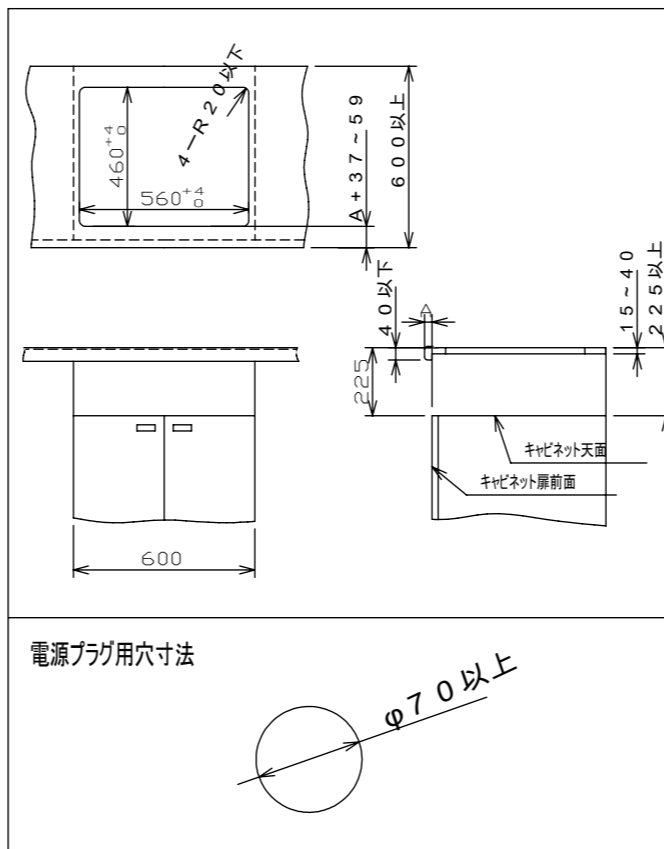 460+4 0
560+4 0
4-R20以下
A+37~59
600以上
40以下
A
15~40
225以上
225
キャビネット天面
キャビネット扉前面
600
電源プラグ用穴寸法
φ70以上